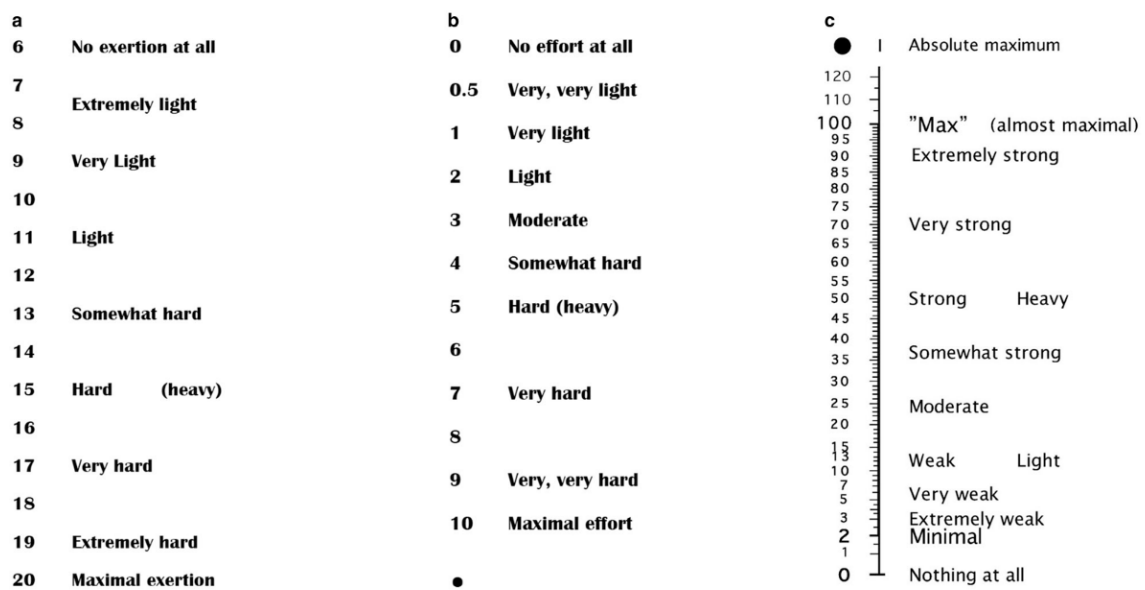 a
6 No exertion at all
7
Extremely light
8
9 Very Light
10
11 Light
12
13 Somewhat hard
14
15 Hard (heavy)
16
17 Very hard
18
19 Extremely hard
20 Maximal exertion
b
0 No effort at all
0.5 Very, very light
1 Very light
2 Light
3 Moderate
4 Somewhat hard
5 Hard (heavy)
6
7 Very hard
8
9 Very, very hard
10 Maximal effort
●
c
● Absolute maximum
120
110
100 "Max" (almost maximal)
95
90 Extremely strong
85
80
75
70 Very strong
65
60
55
50 Strong Heavy
45
40
35 Somewhat strong
30
25 Moderate
20
15
13
Weak Light
10
7
5 Very weak
3 Extremely weak
2 Minimal
1
0 Nothing at all